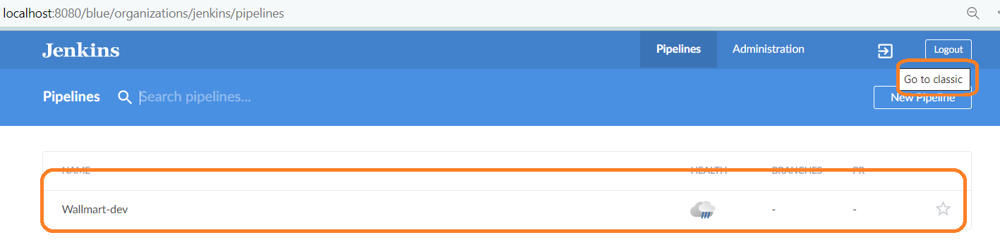 localhost:8080/blue/organizations/jenkins/pipelines
Jenkins
Pipelines
Administration
Logout
Go to classic
Pipelines
Search pipelines...
New Pipeline
NAME
HEALTH
BRANCHES
PR
Wallmart-dev
-
-